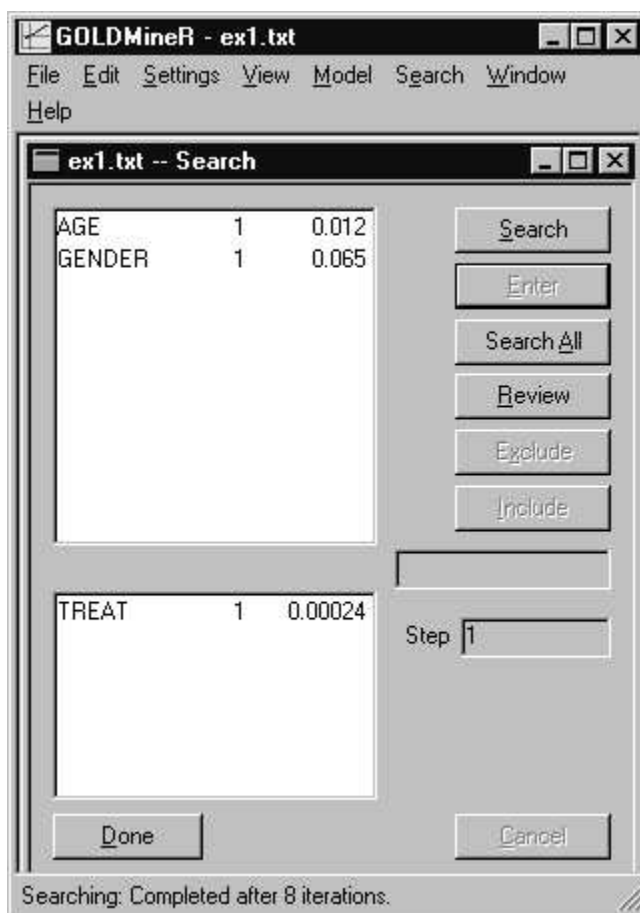 GOLDMineR - ex1.txt
File Edit Settings View Model Search Window
Help
ex1.txt -- Search
AGE 1 0.012
GENDER 1 0.065
Search
Enter
Search All
Review
Exclude
Include
TREAT 1 0.00024
Step 1
Done
Cancel
Searching: Completed after 8 iterations.